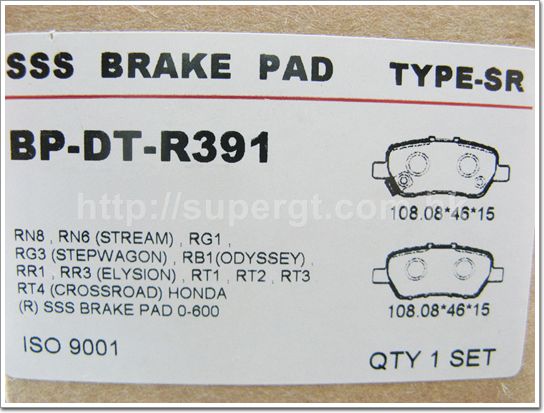 SSS BRAKE PAD TYPE-SR
BP-DT-R391
108.08*46*15
http://supergt.com.hk
RN8 , RN6 (STREAM) , RG1 ,
RG3 (STEPWAGON) , RB1(ODYSSEY) ,
RR1 , RR3 (ELYSION) , RT1 , RT2 , RT3
RT4 (CROSSROAD) HONDA
(R) SSS BRAKE PAD 0-600
108.08*46*15
ISO 9001
QTY 1 SET